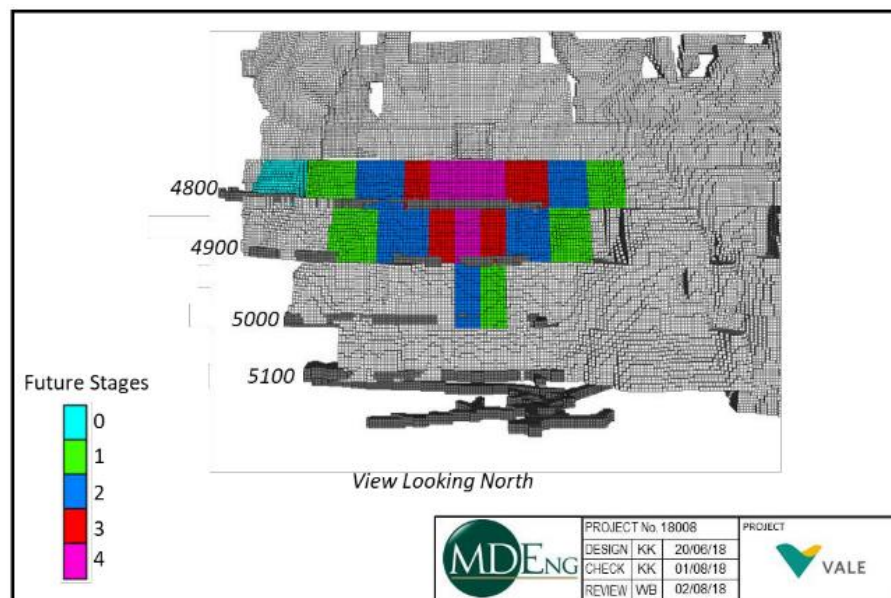 4800
4900
5000
5100
Future Stages
0
1
2
3
4
View Looking North
MDENG
PROJECT No. 18008
DESIGN KK 20/06/18
CHECK KK 01/08/18
REVIEW WB 02/08/18
PROJECT
VALE